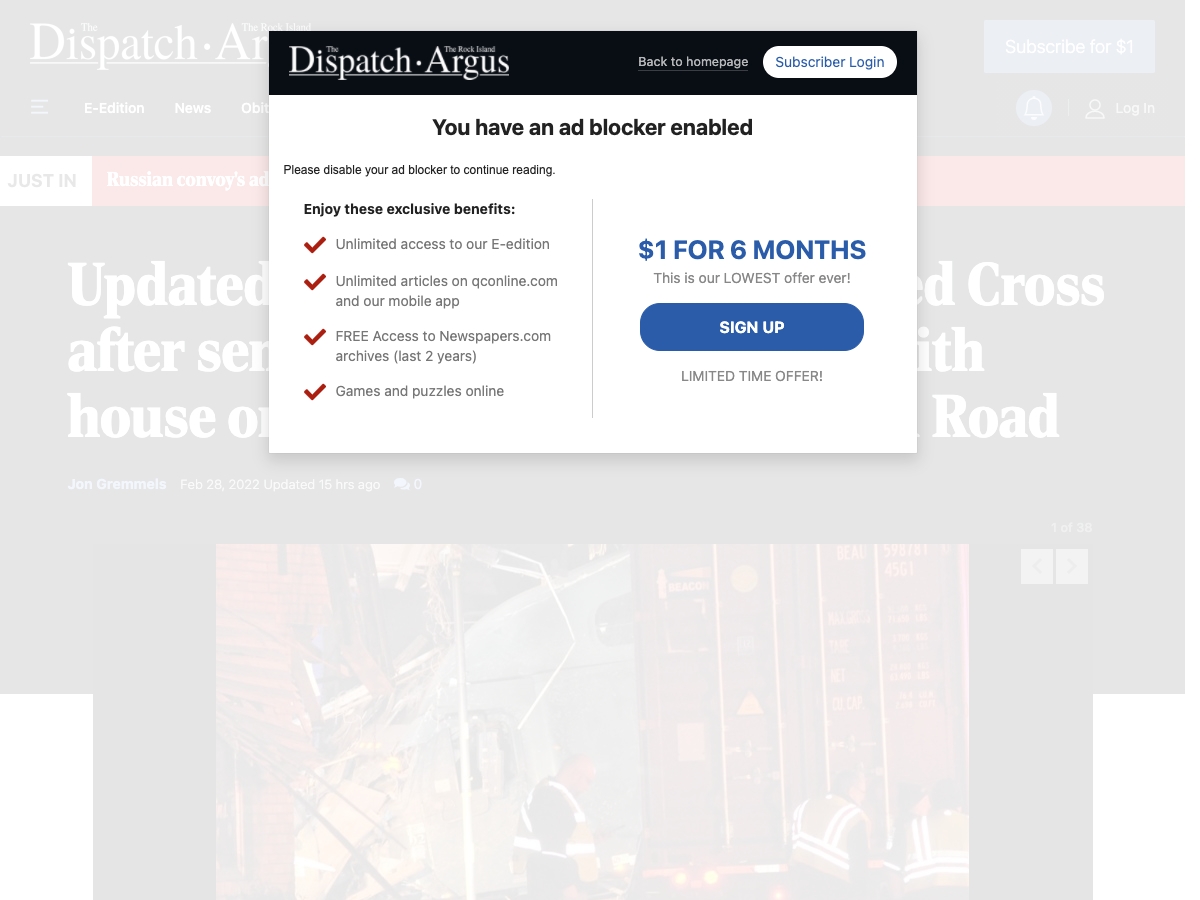 The Dispatch · Ar
The Rock Island
Subscribe for $1
The Dispatch · The Rock Island Argus
Back to homepage
Subscriber Login
E-Edition
News
Obit
Log In
You have an ad blocker enabled
Please disable your ad blocker to continue reading.
JUST IN
Russian convoy's ad
Enjoy these exclusive benefits:
Unlimited access to our E-edition
Unlimited articles on qconline.com
and our mobile app
FREE Access to Newspapers.com
archives (last 2 years)
Games and puzzles online
$1 FOR 6 MONTHS
This is our LOWEST offer ever!
SIGN UP
LIMITED TIME OFFER!
Updated
ed Cross
after ser
ith
house o
Road
Jon Gremmels
Feb 28, 2022 Updated 15 hrs ago
0
1 of 38
BEACON
BEAU 598781
45G1